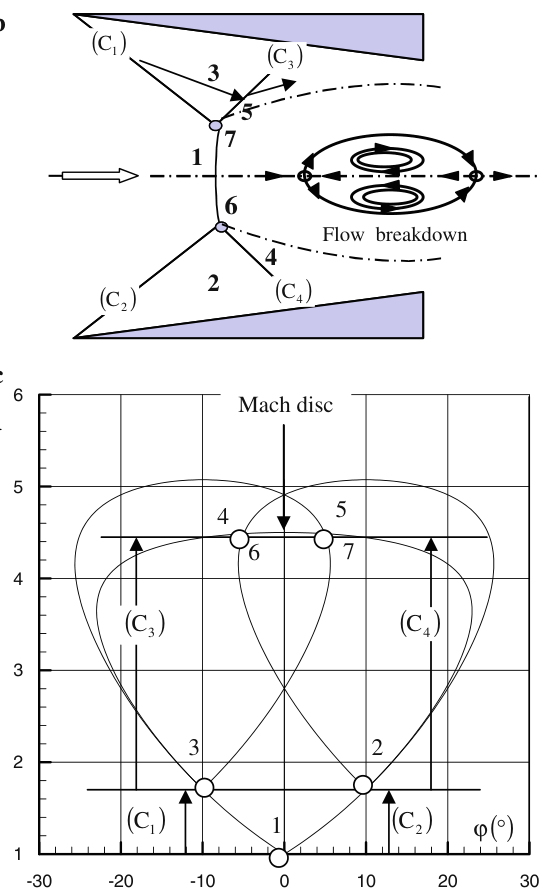 b
(C₁)
(C₃)
3
5
7
1
6
Flow breakdown
4
2
(C₂)
(C₄)
c
6
Mach disc
5
4 5
6 7
4
(C₃) (C₄)
3
3 2
2
(C₁) 1 (C₂) φ(°)
1
-30 -20 -10 0 10 20 30